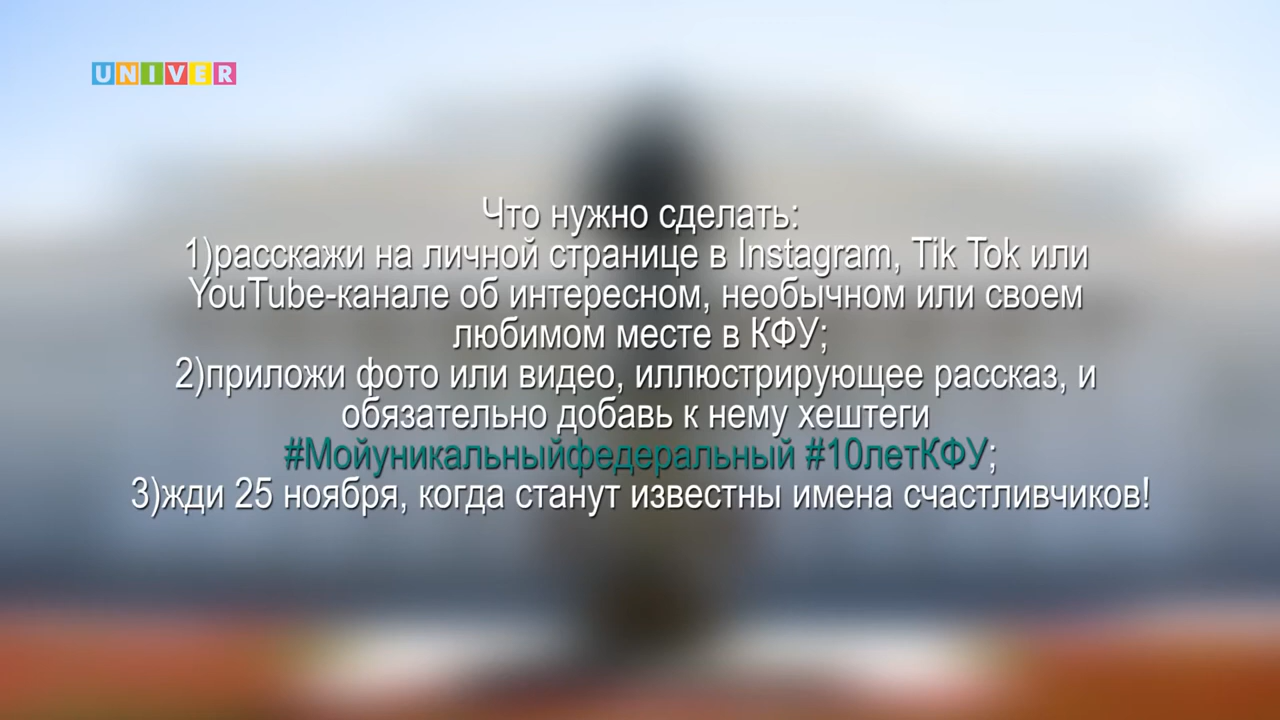 UNIVER
Что нужно сделать:
1)расскажи на личной странице в Instagram, Tik Tok или
YouTube-канале об интересном, необычном или своем
любимом месте в КФУ;
2)приложи фото или видео, иллюстрирующее рассказ, и
обязательно добавь к нему хештеги
#Мойуникальныйфедеральный #10летКФУ;
3)жди 25 ноября, когда станут известны имена счастливчиков!